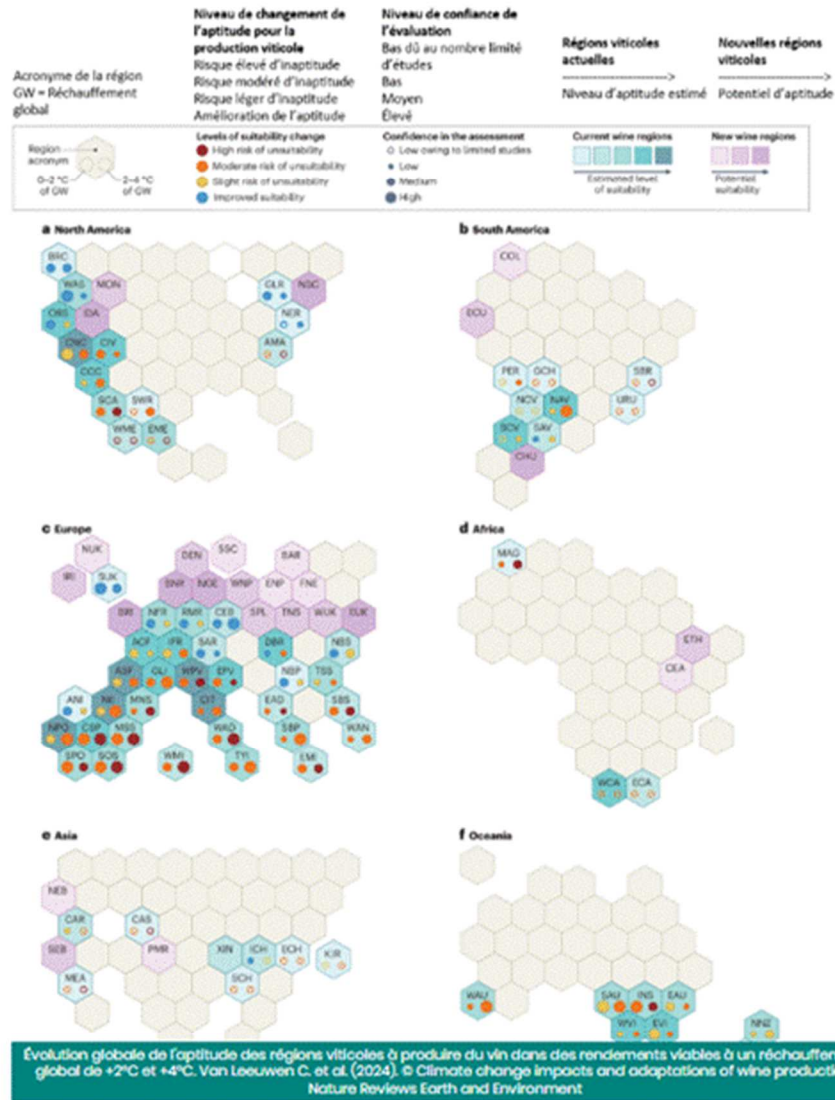 Acronyme de la région
GW = Réchauffement
global
Niveau de changement de
l'aptitude pour la
production viticole
Risque élevé d'inaptitude
Risque modéré d'inaptitude
Risque léger d'inaptitude
Amélioration de l'aptitude
Niveau de confiance de
l'évaluation
Bas dû au nombre limité
d'études
Bas
Moyen
Élevé
Régions viticoles
actuelles
Niveau d'aptitude estimé
Nouvelles régions
viticoles
Potentiel d'aptitude
Region
acronym
0–2 °C
of GW
2–4 °C
of GW
Levels of suitability change
High risk of unsuitability
Moderate risk of unsuitability
Slight risk of unsuitability
Improved suitability
Confidence in the assessment
Low owing to limited studies
Low
Medium
High
Current wine regions
Estimated level
of suitability
New wine regions
Potential
suitability
a North America
BRC
WAS MON GLR NSC
IDA NER
CIV AMA
CCC
SCA SWR
WME EME
b South America
COL
ECU
PER GCH SBR
NCV NAV URU
SCV SAV
CHU
c Europe
NUK DEN SSC BAR
IRE SUK BNR NGE WNP ENP FNE
BRI NFR RMR CEB SPL TNS WUK EUK
ACF IFR SAR DBR NBS
ASF GLI WPV EPV NBP TSS
ANI NEI MNS CIT EAD SBS
NPO CSP MSS WAD SBP WAN
SPO SOS WMI TYI EMI
d Africa
MAG
ETH
CEA
WCA ECA
e Asia
NEB
CAR CAS
SEB PMR XIN ICH ECH KJR
MEA SCH
f Oceania
WAU SAU INS EAU
WVI EVI NNZ
Évolution globale de l'aptitude des régions viticoles à produire du vin dans des rendements viables à un réchauffem
global de +2°C et +4°C. Van Leeuwen C. et al. (2024). © Climate change impacts and adaptations of wine productio
Nature Reviews Earth and Environment